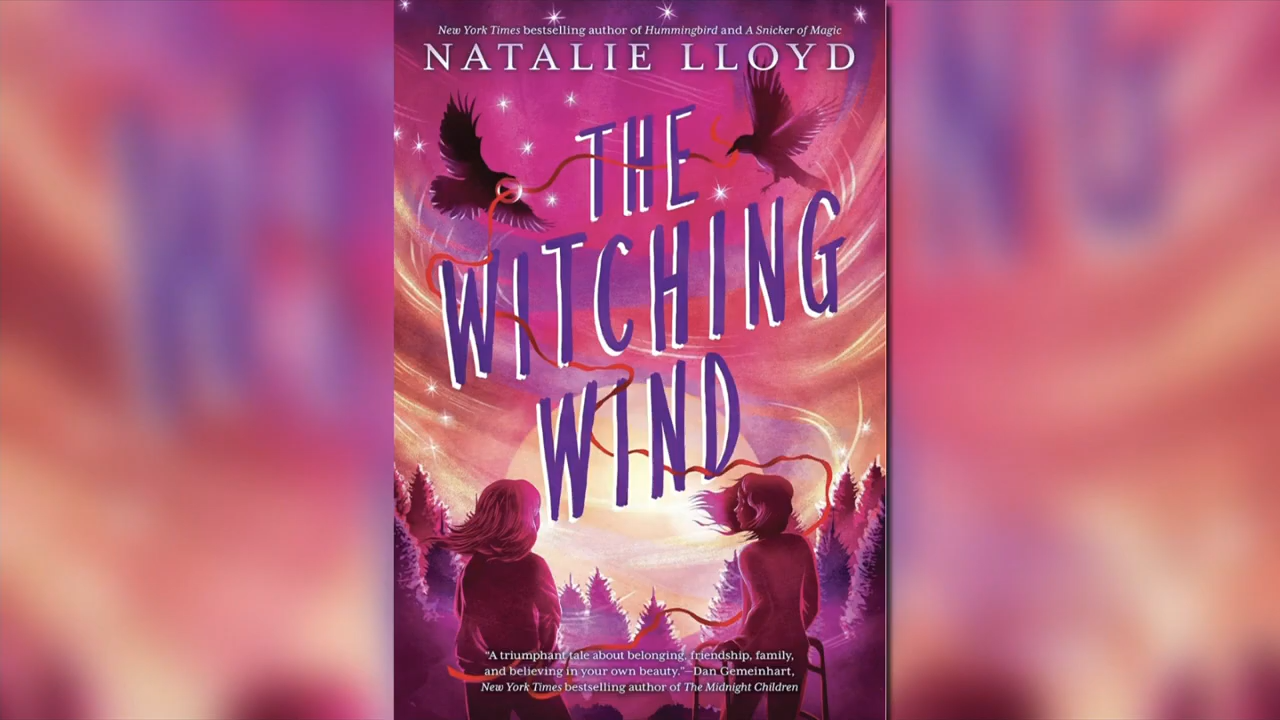 New York Times bestselling author of Hummingbird and A Snicker of Magic
NATALIE LLOYD
THE
WITCHING
WIND
"A triumphant tale about belonging, friendship, family,
and believing in your own beauty."—Dan Gemeinhart,
New York Times bestselling author of The Midnight Children